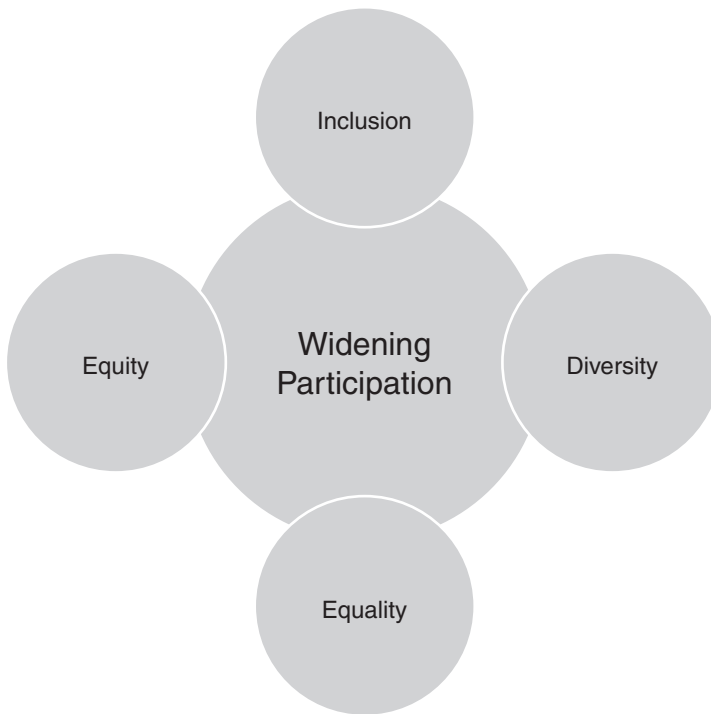 Inclusion
Equity
Widening
Participation
Diversity
Equality